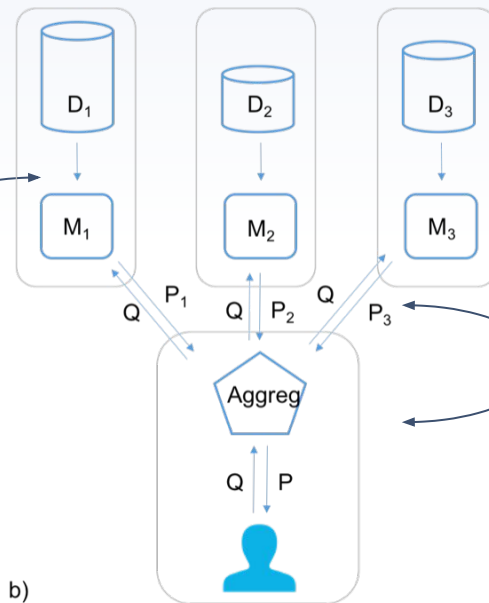 D₁ D₂ D₃
M₁ M₂ M₃
Q P₁ Q P₂ Q P₃
Aggreg
Q P
b)